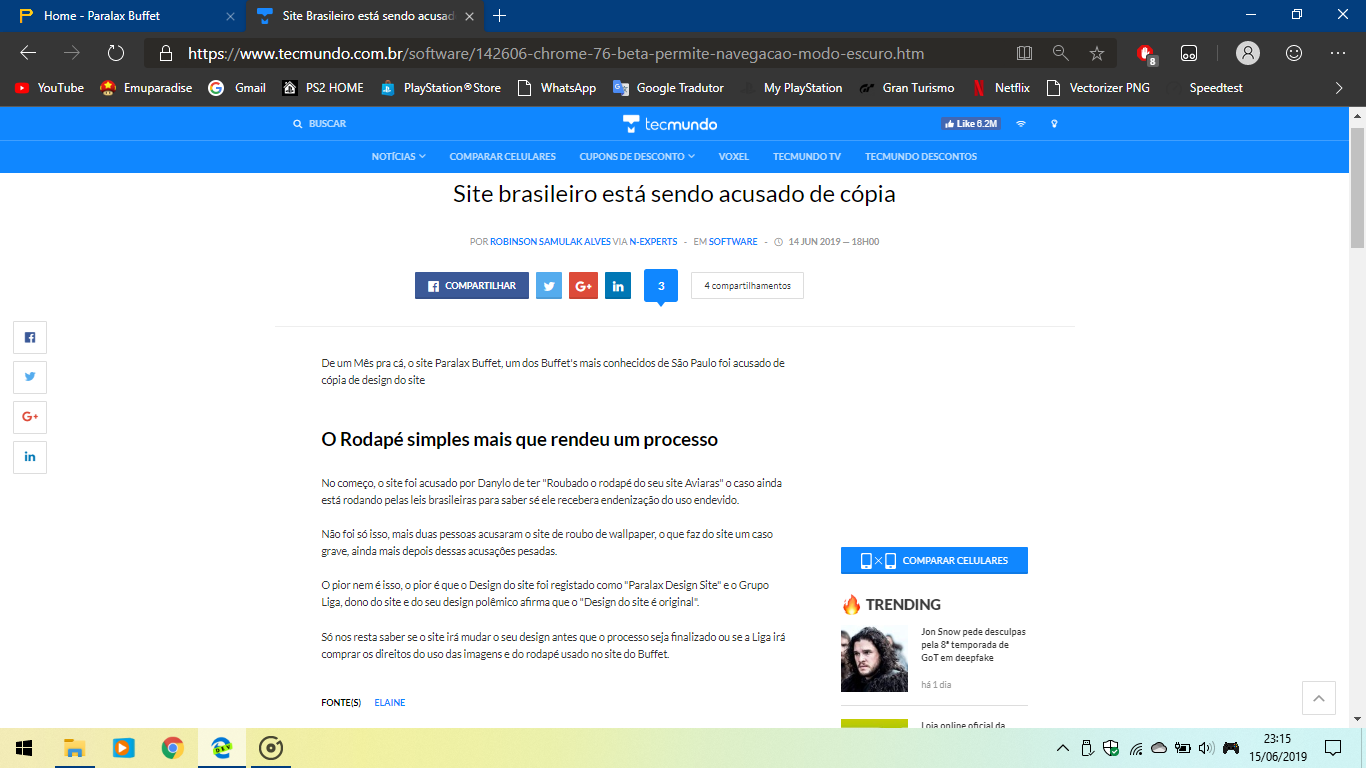 Home - Paralax Buffet
Site Brasileiro está sendo acusad
https://www.tecmundo.com.br/software/142606-chrome-76-beta-permite-navegacao-modo-escuro.htm
8
YouTube
Emuparadise
Gmail
PS2 HOME
PlayStation®Store
WhatsApp
Google Tradutor
My PlayStation
Gran Turismo
Netflix
Vectorizer PNG
Speedtest
BUSCAR
tecmundo
Like 6.2M
NOTÍCIAS
COMPARAR CELULARES
CUPONS DE DESCONTO
VOXEL
TECMUNDO TV
TECMUNDO DESCONTOS
Site brasileiro está sendo acusado de cópia
POR ROBINSON SAMULAK ALVES VIA N-EXPERTS - EM SOFTWARE - 14 JUN 2019 — 18H00
COMPARTILHAR
G+
in
3
4 compartilhamentos
G+
in
De um Mês pra cá, o site Paralax Buffet, um dos Buffet's mais conhecidos de São Paulo foi acusado de
cópia de design do site
O Rodapé simples mais que rendeu um processo
No começo, o site foi acusado por Danylo de ter "Roubado o rodapé do seu site Aviaras" o caso ainda
está rodando pelas leis brasileiras para saber sé ele recebera endenização do uso endevido.
Não foi só isso, mais duas pessoas acusaram o site de roubo de wallpaper, o que faz do site um caso
grave, ainda mais depois dessas acusações pesadas.
O pior nem é isso, o pior é que o Design do site foi registado como "Paralax Design Site" e o Grupo
Liga, dono do site e do seu design polêmico afirma que o "Design do site é original".
Só nos resta saber se o site irá mudar o seu design antes que o processo seja finalizado ou se a Liga irá
comprar os direitos do uso das imagens e do rodapé usado no site do Buffet.
FONTE(S) ELAINE
COMPARAR CELULARES
TRENDING
Jon Snow pede desculpas
pela 8ª temporada de
GoT em deepfake
há 1 dia
Loja online oficial da
DEV
23:15
15/06/2019